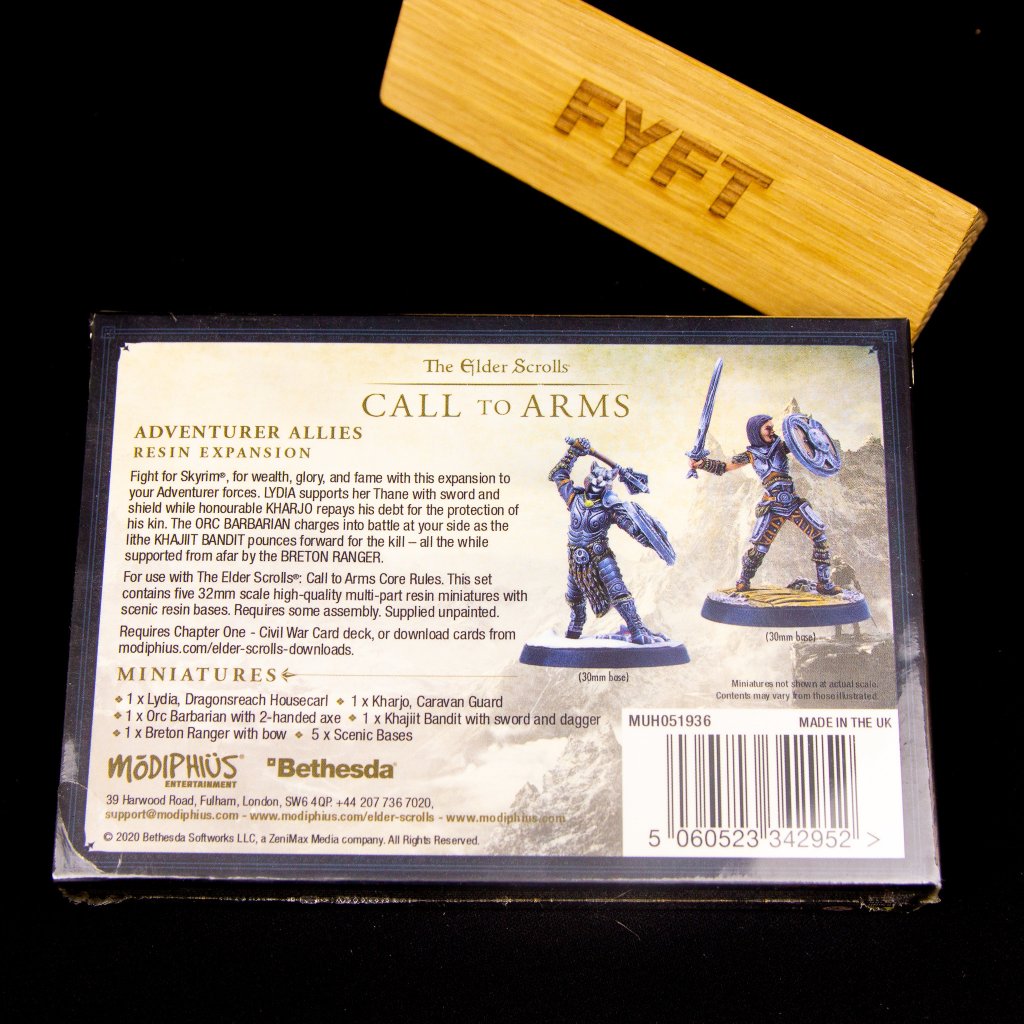 FYFT
The Elder Scrolls
CALL TO ARMS
ADVENTURER ALLIES
RESIN EXPANSION
Fight for Skyrim®, for wealth, glory, and fame with this expansion to
your Adventurer forces. LYDIA supports her Thane with sword and
shield while honourable KHARJO repays his debt for the protection of
his kin. The ORC BARBARIAN charges into battle at your side as the
lithe KHAJIIT BANDIT pounces forward for the kill – all the while
supported from afar by the BRETON RANGER.
For use with The Elder Scrolls®: Call to Arms Core Rules. This set
contains five 32mm scale high-quality multi-part resin miniatures with
scenic resin bases. Requires some assembly. Supplied unpainted.
Requires Chapter One - Civil War Card deck, or download cards from
modiphius.com/elder-scrolls-downloads.
(30mm base)
(30mm base)
MINIATURES
Miniatures not shown at actual scale.
Contents may vary from those illustrated.
❖ 1 x Lydia, Dragonsreach Housecarl ❖ 1 x Kharjo, Caravan Guard
❖ 1 x Orc Barbarian with 2-handed axe ❖ 1 x Khajiit Bandit with sword and dagger
❖ 1 x Breton Ranger with bow ❖ 5 x Scenic Bases
MUH051936 MADE IN THE UK
MōDIPHIÜS®
ENTERTAINMENT
Bethesda®
39 Harwood Road, Fulham, London, SW6 4QP. +44 207 736 7020,
support@modiphius.com - www.modiphius.com/elder-scrolls - www.modiphius.com
© 2020 Bethesda Softworks LLC, a ZeniMax Media company. All Rights Reserved.
5 060523 342952 >